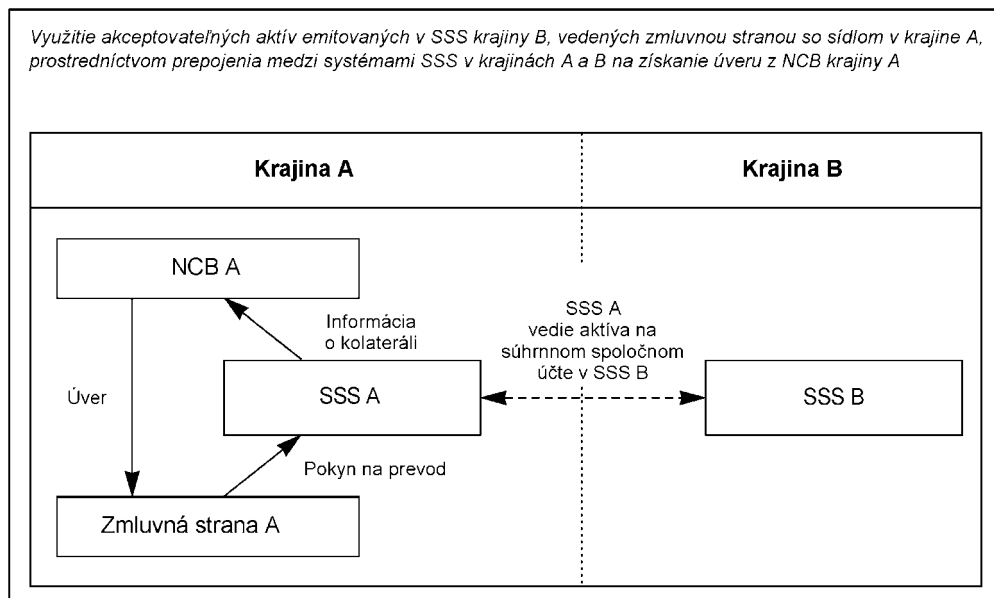 Využitie akceptovateľných aktív emitovaných v SSS krajiny B, vedených zmluvnou stranou so sídlom v krajine A,
prostredníctvom prepojenia medzi systémami SSS v krajinách A a B na získanie úveru z NCB krajiny A
Krajina A
Krajina B
NCB A
Informácia
o kolateráli
SSS A
vedie aktíva na
súhrnnom spoločnom
účte v SSS B
Úver
SSS A
SSS B
Pokyn na prevod
Zmluvná strana A